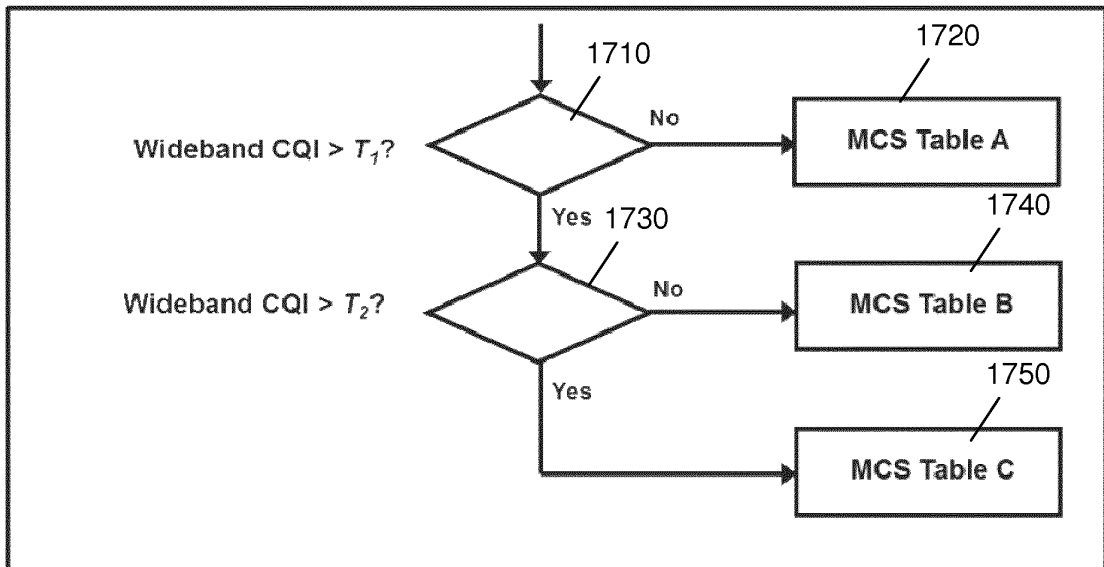 1710
1720
No
MCS Table A
Wideband CQI > T₁?
Yes
1730
1740
No
MCS Table B
Wideband CQI > T₂?
Yes
1750
MCS Table C